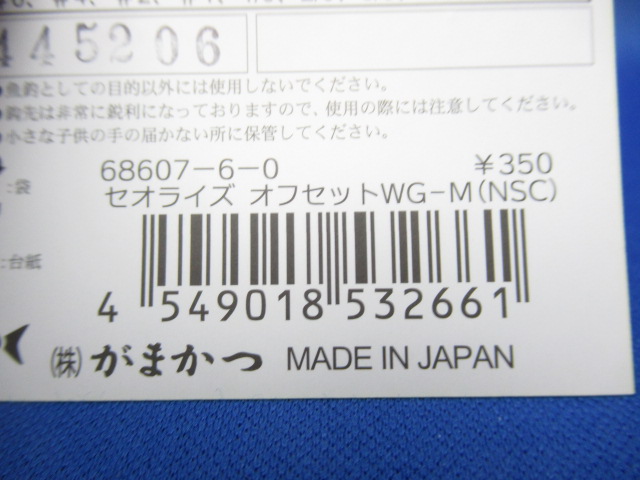 445206
魚釣としての目的以外には使用しないでください。
鉤先は非常に鋭利になっておりますので、使用の際には注意してください。
小さな子供の手の届かない所に保管してください。
68607-6-0 ¥350
:袋 セオライズ オフセットWG-M(NSC)
:台紙
4 549018 532661
(株)がまかつ MADE IN JAPAN